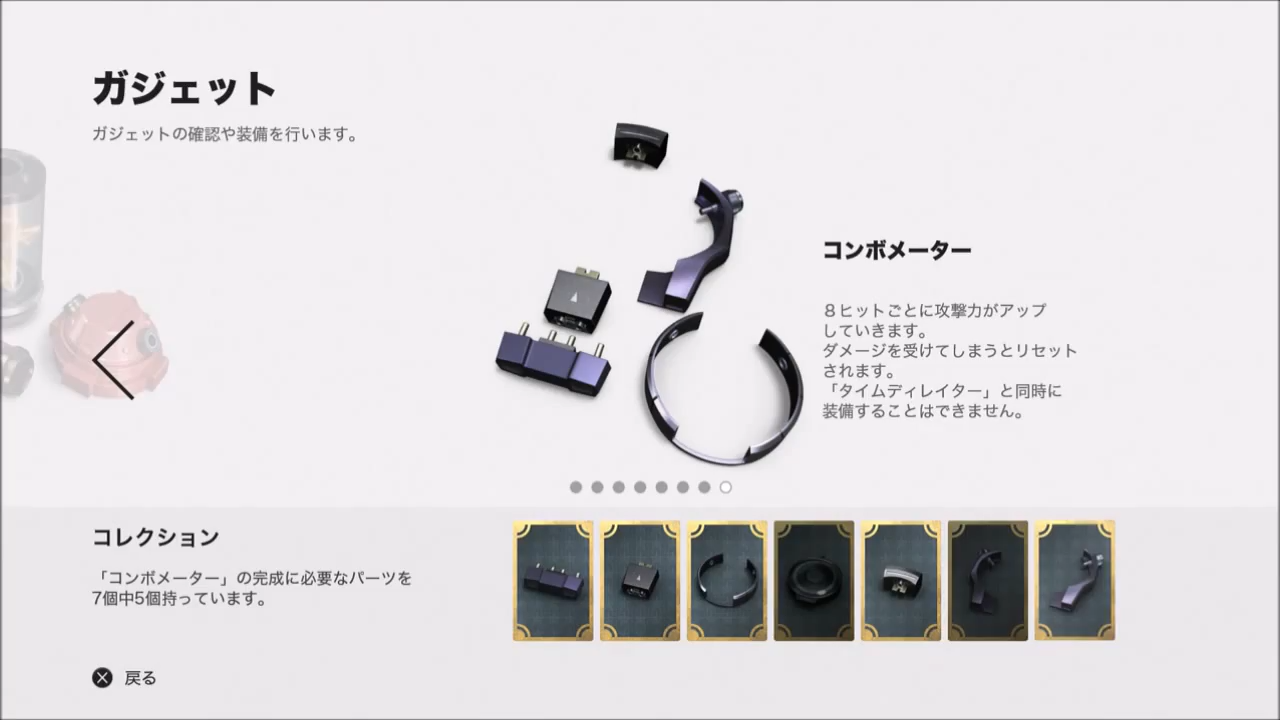 ガジェット
ガジェットの確認や装備を行います。
コンボメーター
８ヒットごとに攻撃力がアップ
していきます。
ダメージを受けてしまうとリセット
されます。
「タイムディレイター」と同時に
装備することはできません。
コレクション
「コンボメーター」の完成に必要なパーツを
7個中5個持っています。
戻る